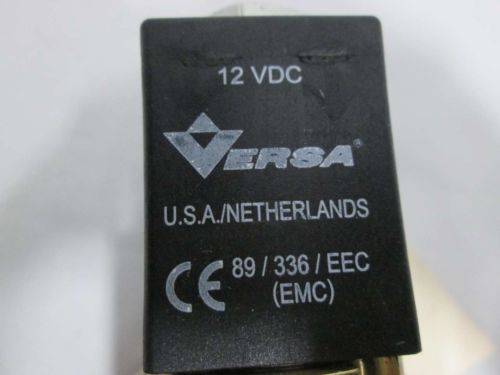 12 VDC
VERSA®
U.S.A./NETHERLANDS
CE 89 / 336 / EEC
(EMC)